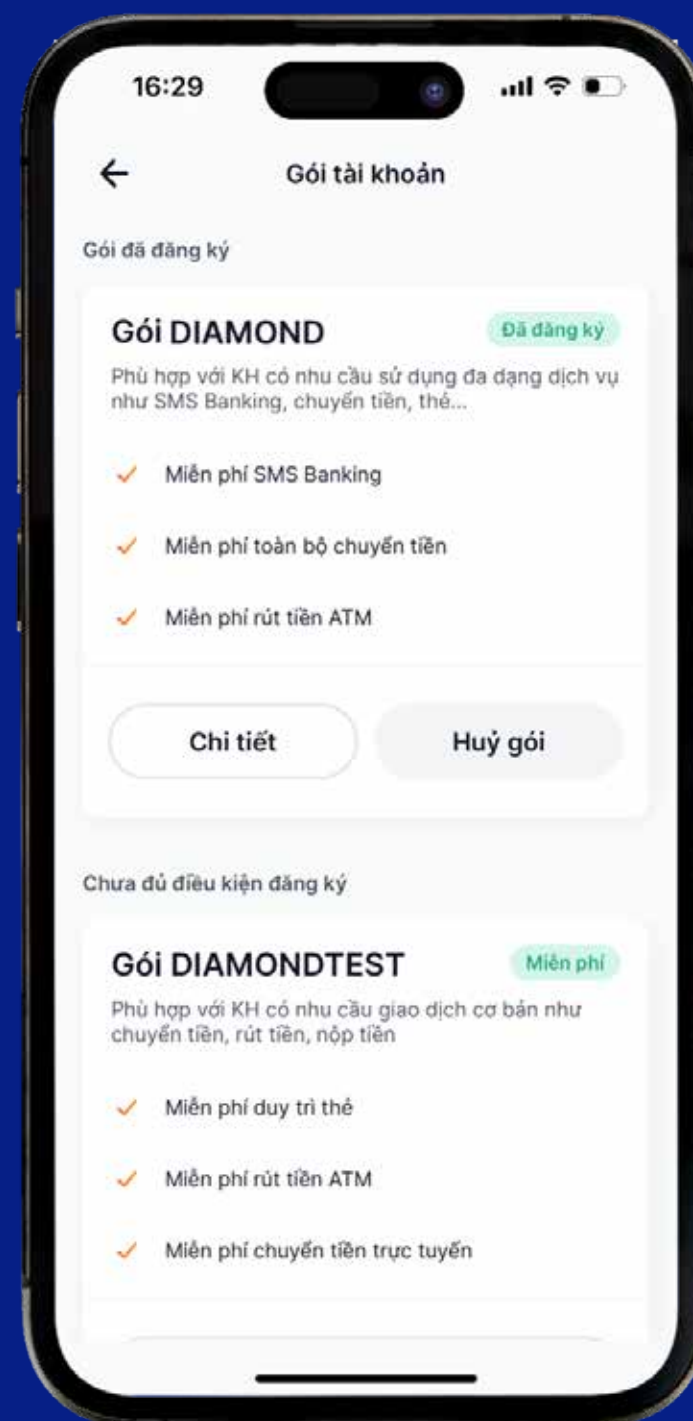 16:29
Gói tài khoản
Gói đã đăng ký
Gói DIAMOND
Đã đăng ký
Phù hợp với KH có nhu cầu sử dụng đa dạng dịch vụ
như SMS Banking, chuyển tiền, thẻ...
Miễn phí SMS Banking
Miễn phí toàn bộ chuyển tiền
Miễn phí rút tiền ATM
Chi tiết
Huỷ gói
Chưa đủ điều kiện đăng ký
Gói DIAMONDTEST
Miễn phí
Phù hợp với KH có nhu cầu giao dịch cơ bản như
chuyển tiền, rút tiền, nộp tiền
Miễn phí duy trì thẻ
Miễn phí rút tiền ATM
Miễn phí chuyển tiền trực tuyến